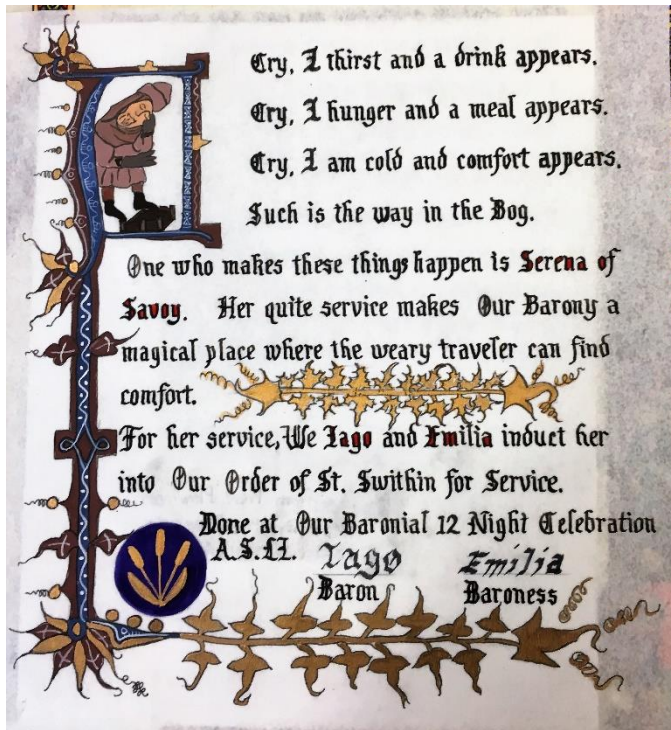 Cry, I thirst and a drink appears.
Cry, I hunger and a meal appears.
Cry, I am cold and comfort appears.
Such is the way in the Bog.
One who makes these things happen is Serena of
Savoy. Her quite service makes Our Barony a
magical place where the weary traveler can find
comfort.
For her service, We Iago and Emilia induct her
into Our Order of St. Swithin for Service.
Done at Our Baronial 12 Night Celebration
A.S.LI. Iago Emilia
Baron Baroness